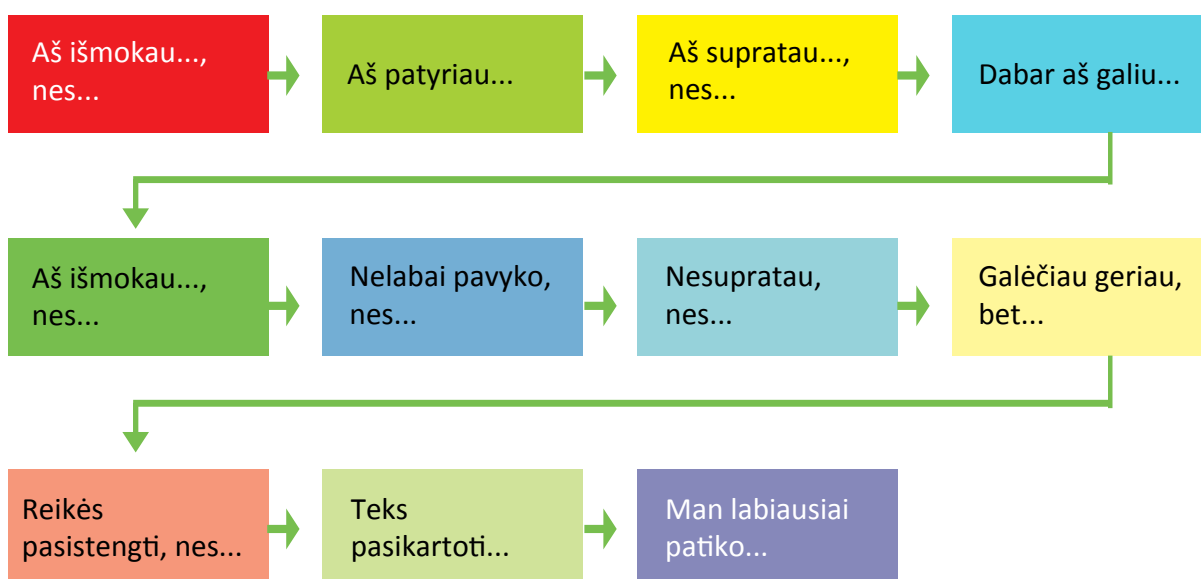 Aš išmokau...,
nes...
Aš patyriau...
Aš supratau...,
nes...
Dabar aš galiu...
Aš išmokau...,
nes...
Nelabai pavyko,
nes...
Nesupratau,
nes...
Galėčiau geriau,
bet...
Reikės
pasistengti, nes...
Teks
pasikartoti...
Man labiausiai
patiko...